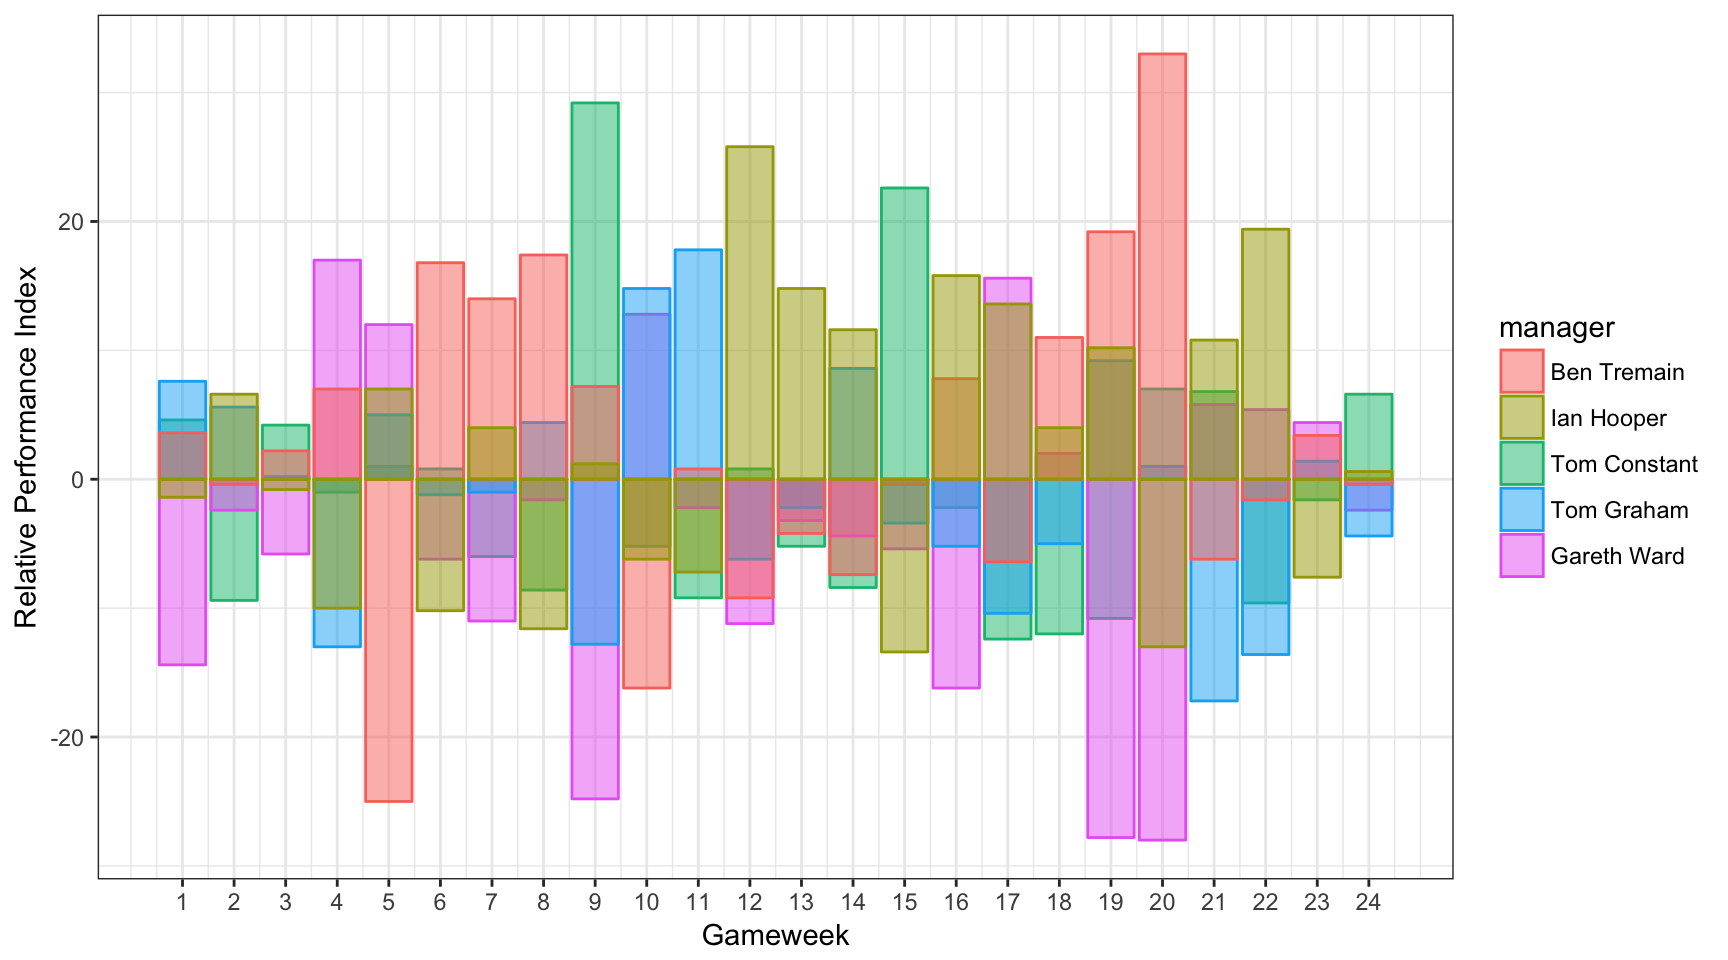 Relative Performance Index
20
0
-20
1 2 3 4 5 6 7 8 9 10 11 12 13 14 15 16 17 18 19 20 21 22 23 24
Gameweek
manager
Ben Tremain
Ian Hooper
Tom Constant
Tom Graham
Gareth Ward